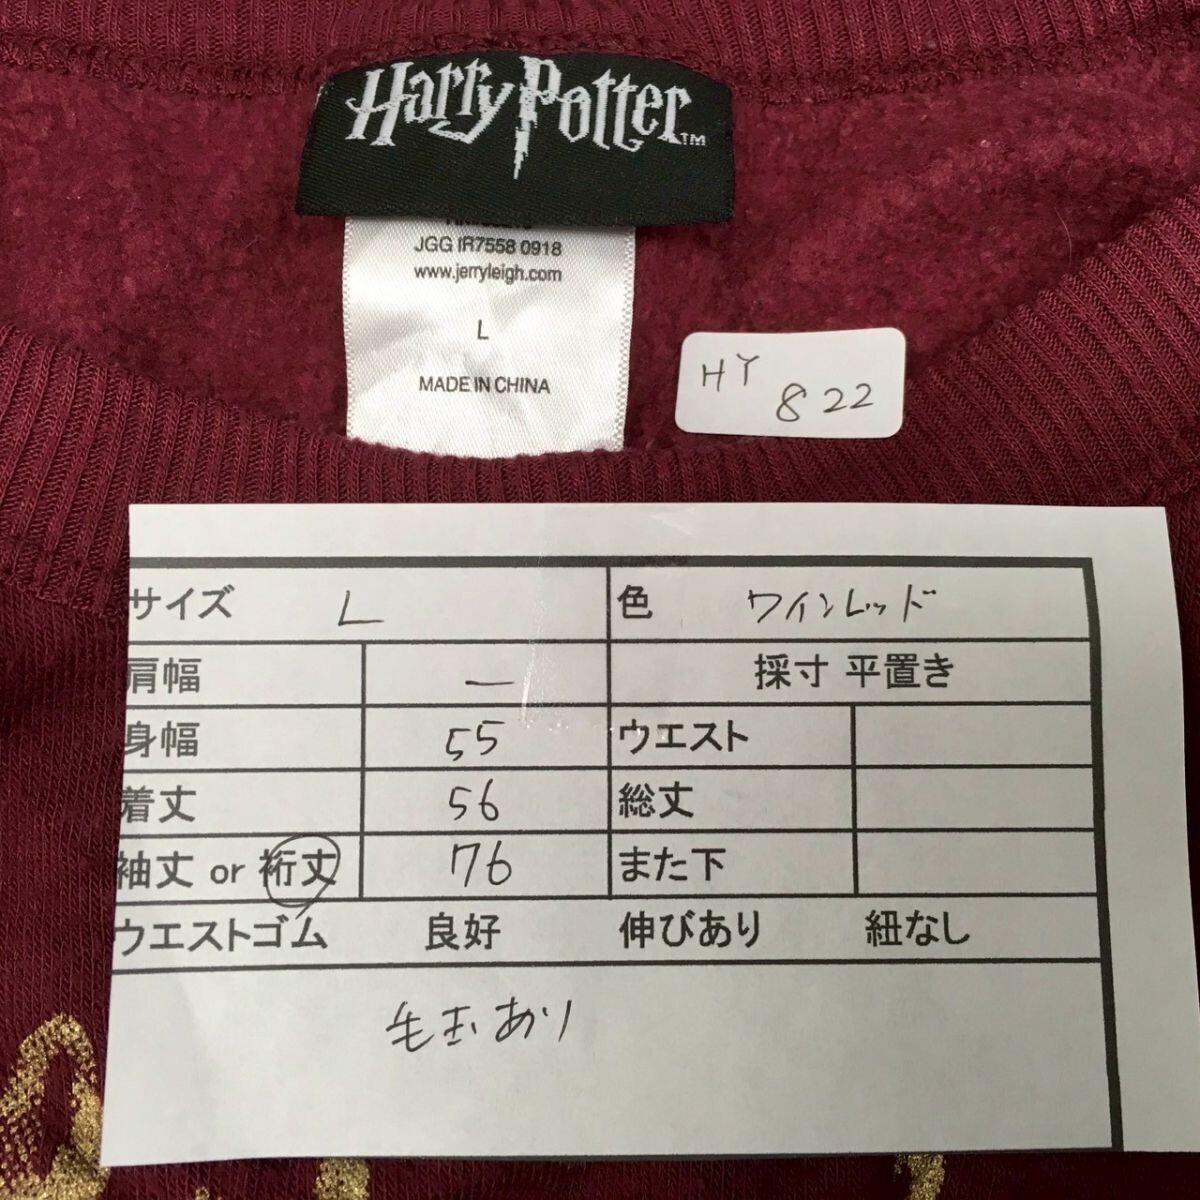 Harry Potter™
JGG IR7558 0918
www.jerryleigh.com
L
MADE IN CHINA
HY
822
サイズ L 色 ワインレッド
肩幅 — 採寸 平置き
身幅 55 ウエスト
着丈 56 総丈
袖丈 or 裄丈 76 また下
ウエストゴム 良好 伸びあり 紐なし
毛玉あり